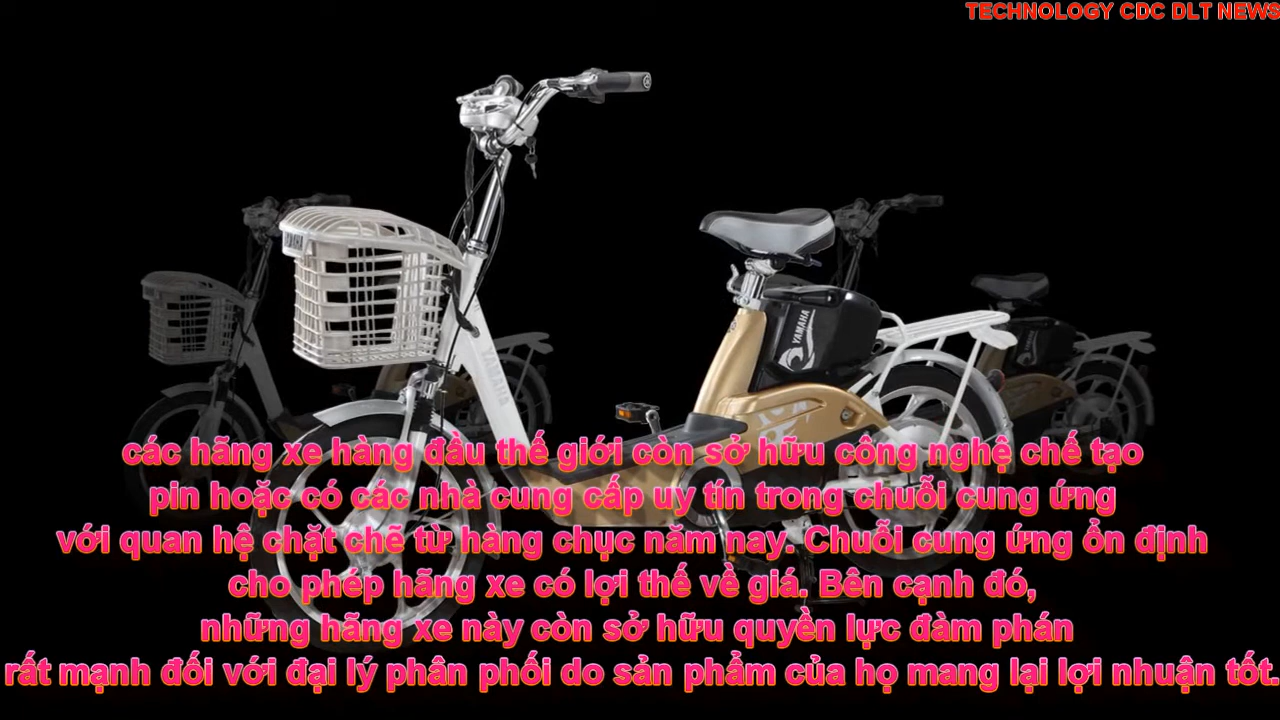 TECHNOLOGY CDC DLT NEWS
YAMAHA
YAMAHA
YAMAHA
các hãng xe hàng đầu thế giới còn sở hữu công nghệ chế tạo
pin hoặc có các nhà cung cấp uy tín trong chuỗi cung ứng
với quan hệ chặt chẽ từ hàng chục năm nay. Chuỗi cung ứng ổn định
cho phép hãng xe có lợi thế về giá. Bên cạnh đó,
những hãng xe này còn sở hữu quyền lực đàm phán
rất mạnh đối với đại lý phân phối do sản phẩm của họ mang lại lợi nhuận tốt.